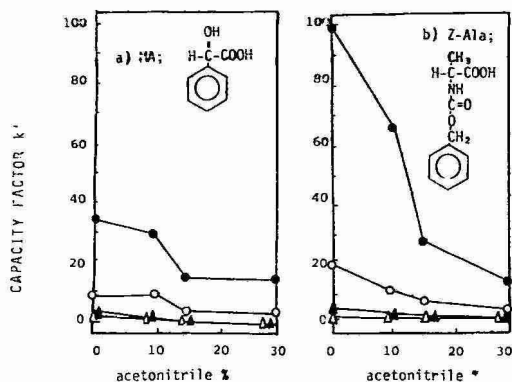 CAPACITY FACTOR k'
100
80
60
40
20
0
a) MA;
OH
H-C-COOH
0 10 20 30
acetonitrile %
100
80
60
40
20
0
b) Z-Ala;
CH3
H-C-COOH
NH
C=O
O
CH2
0 10 20 30
acetonitrile *